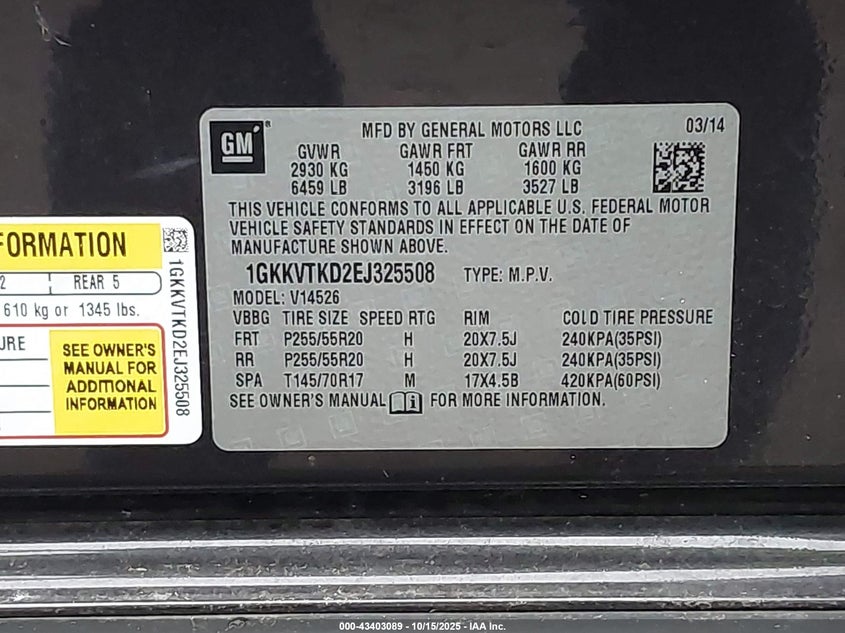 GM
®
MFD BY GENERAL MOTORS LLC 03/14
GVWR GAWR FRT GAWR RR
2930 KG 1450 KG 1600 KG
6459 LB 3196 LB 3527 LB
THIS VEHICLE CONFORMS TO ALL APPLICABLE U.S. FEDERAL MOTOR
VEHICLE SAFETY STANDARDS IN EFFECT ON THE DATE OF
MANUFACTURE SHOWN ABOVE.
1GKKVTKD2EJ325508 TYPE: M.P.V.
MODEL: V14526
VBBG TIRE SIZE SPEED RTG RIM COLD TIRE PRESSURE
FRT P255/55R20 H 20X7.5J 240KPA(35PSI)
RR P255/55R20 H 20X7.5J 240KPA(35PSI)
SPA T145/70R17 M 17X4.5B 420KPA(60PSI)
SEE OWNER'S MANUAL i FOR MORE INFORMATION.
FORMATION
2 REAR 5
610 kg or 1345 lbs.
URE
SEE OWNER'S
MANUAL FOR
ADDITIONAL
INFORMATION
1GKKVTKD2EJ325508
000-43403089 - 10/15/2025 - IAA Inc.